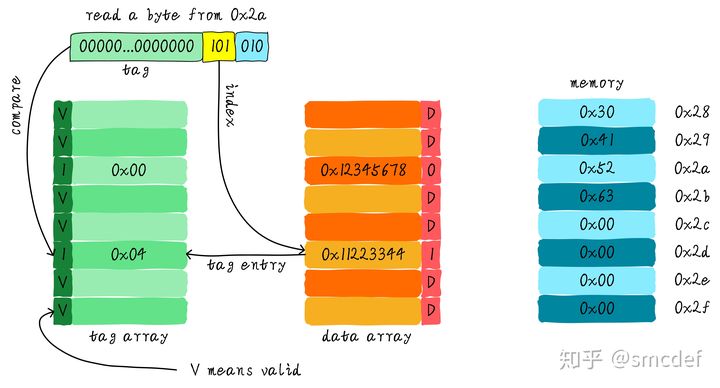 read a byte from 0x2a
00000...0000000 101 010
tag
compare
index
memory
V D 0x30 0x28
V D 0x41 0x29
1 0x00 0x12345678 0 0x52 0x2a
V D 0x63 0x2b
V D 0x00 0x2c
1 0x04 tag entry 0x11223344 1 0x00 0x2d
V D 0x00 0x2e
V D 0x00 0x2f
tag array data array
V means valid
知乎 @smcdef